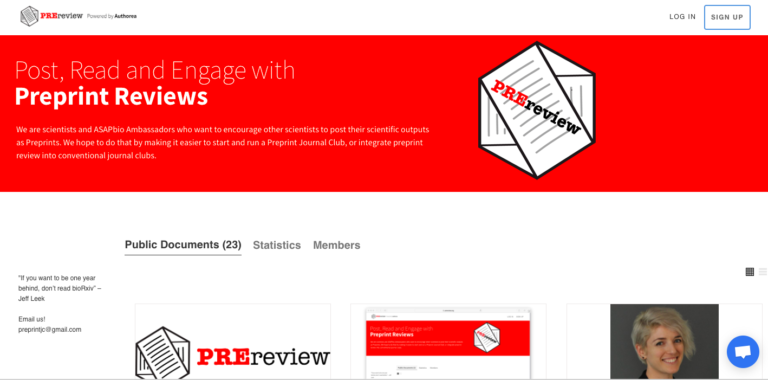 PREreview Powered by Authorea
LOG IN
SIGN UP
Post, Read and Engage with
Preprint Reviews
We are scientists and ASAPbio Ambassadors who want to encourage other scientists to post their scientific outputs
as Preprints. We hope to do that by making it easier to start and run a Preprint Journal Club, or integrate preprint
review into conventional journal clubs.
PREreview
Public Documents (23)
Statistics
Members
"If you want to be one year
behind, don't read bioRxiv" –
Jeff Leek
Email us!
preprintjc@gmail.com
PREreview
Post, Read and Engage with
Preprint Reviews